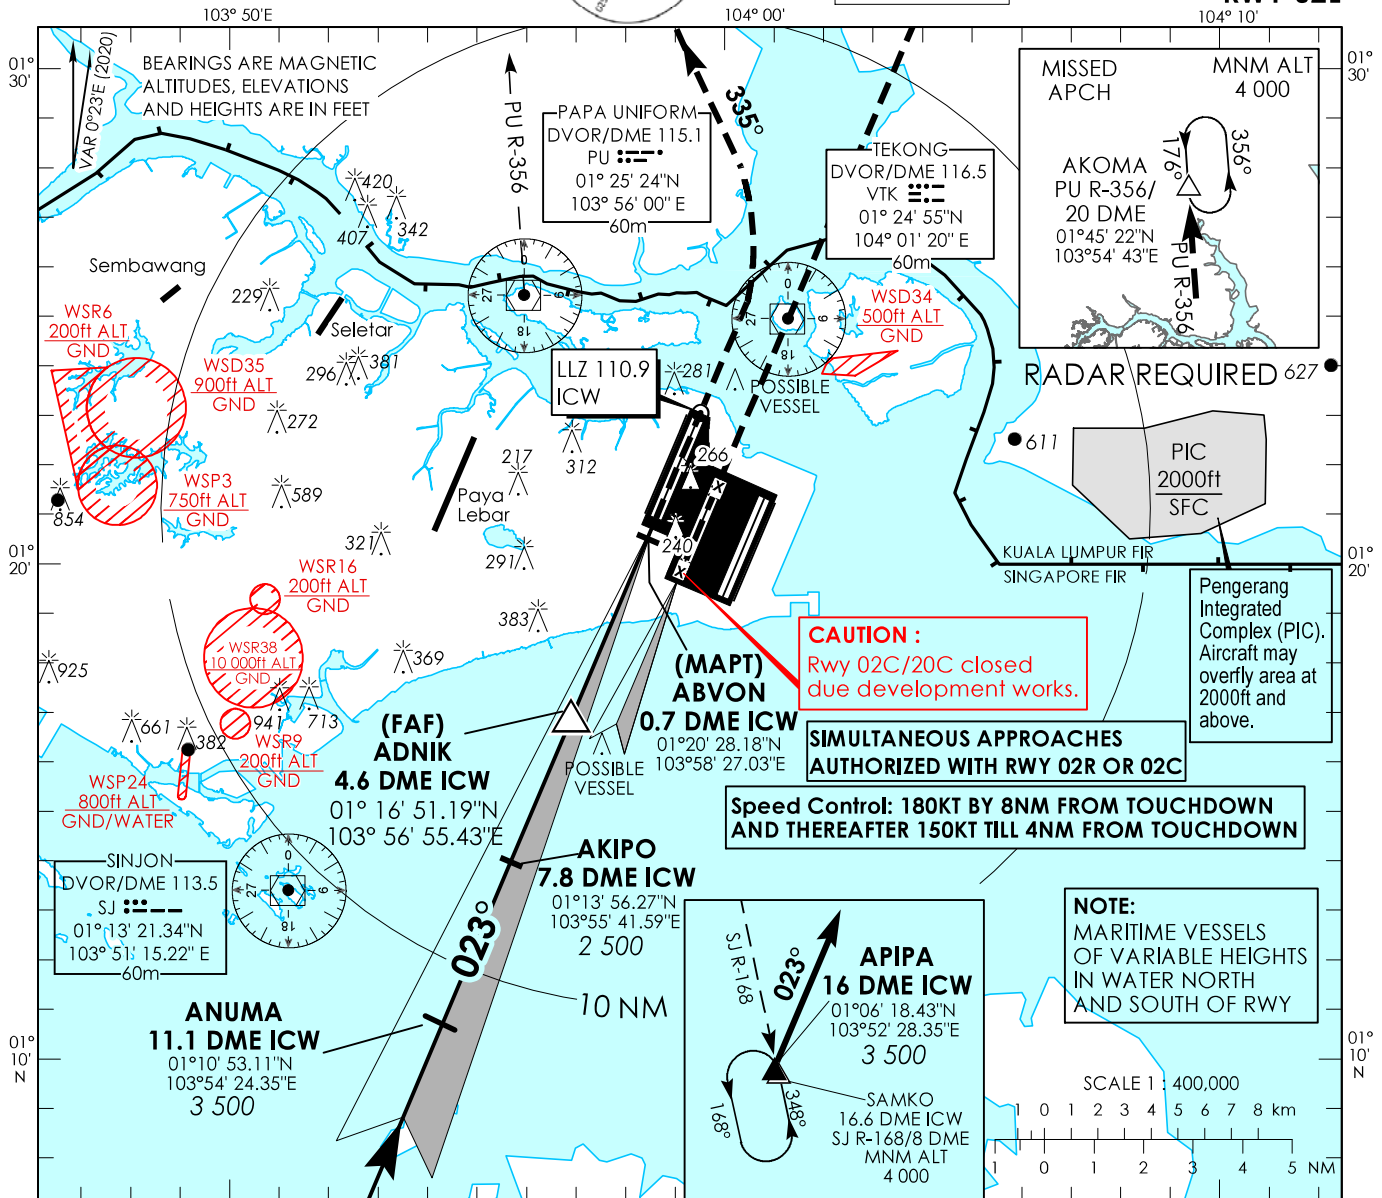 103° 50'E
104° 00'
104° 10'
01°
30'
VAR 0°23'E (2020)
BEARINGS ARE MAGNETIC
ALTITUDES, ELEVATIONS
AND HEIGHTS ARE IN FEET
PU R-356
PAPA UNIFORM
DVOR/DME 115.1
PU
01° 25' 24"N
103° 56' 00" E
60m
335°
TEKONG
DVOR/DME 116.5
VTK
01° 24' 55"N
104° 01' 20" E
60m
MISSED
APCH
MNM ALT
4 000
176°
356°
AKOMA
PU R-356/
20 DME
01°45' 22"N
103°54' 43"E
PU R-356
01°
30'
420
407
342
Sembawang
229
Seletar
296
381
272
WSR6
200ft ALT
GND
WSD35
900ft ALT
GND
WSP3
750ft ALT
GND
854
589
321
0
9
18
27
LLZ 110.9
ICW
281
POSSIBLE
VESSEL
0
9
18
27
WSD34
500ft ALT
GND
RADAR REQUIRED
627
611
PIC
2000ft
SFC
217
312
266
Paya
Lebar
291
240
KUALA LUMPUR FIR
SINGAPORE FIR
01°
20'
01°
20'
Pengerang
Integrated
Complex (PIC).
Aircraft may
overfly area at
2000ft and
above.
WSR16
200ft ALT
GND
383
369
WSR38
10 000ft ALT
GND
925
941
713
661
382
WSR9
200ft ALT
GND
WSP24
800ft ALT
GND/WATER
CAUTION :
Rwy 02C/20C closed
due development works.
(MAPT)
ABVON
0.7 DME ICW
01°20' 28.18"N
103°58' 27.03"E
(FAF)
ADNIK
4.6 DME ICW
01° 16' 51.19"N
103° 56' 55.43"E
POSSIBLE
VESSEL
SIMULTANEOUS APPROACHES
AUTHORIZED WITH RWY 02R OR 02C
Speed Control: 180KT BY 8NM FROM TOUCHDOWN
AND THEREAFTER 150KT TILL 4NM FROM TOUCHDOWN
SINJON
DVOR/DME 113.5
SJ
01° 13' 21.34"N
103° 51' 15.22" E
60m
0
9
18
27
AKIPO
7.8 DME ICW
01°13' 56.27"N
103°55' 41.59"E
2 500
023°
10 NM
ANUMA
11.1 DME ICW
01°10' 53.11"N
103°54' 24.35"E
3 500
SJ R-168
023°
APIPA
16 DME ICW
01°06' 18.43"N
103°52' 28.35"E
3 500
168°
348°
SAMKO
16.6 DME ICW
SJ R-168/8 DME
MNM ALT
4 000
NOTE:
MARITIME VESSELS
OF VARIABLE HEIGHTS
IN WATER NORTH
AND SOUTH OF RWY
01°
10'
N
01°
10'
N
SCALE 1 : 400,000
1 0 1 2 3 4 5 6 7 8 km
1 0 1 2 3 4 5 NM